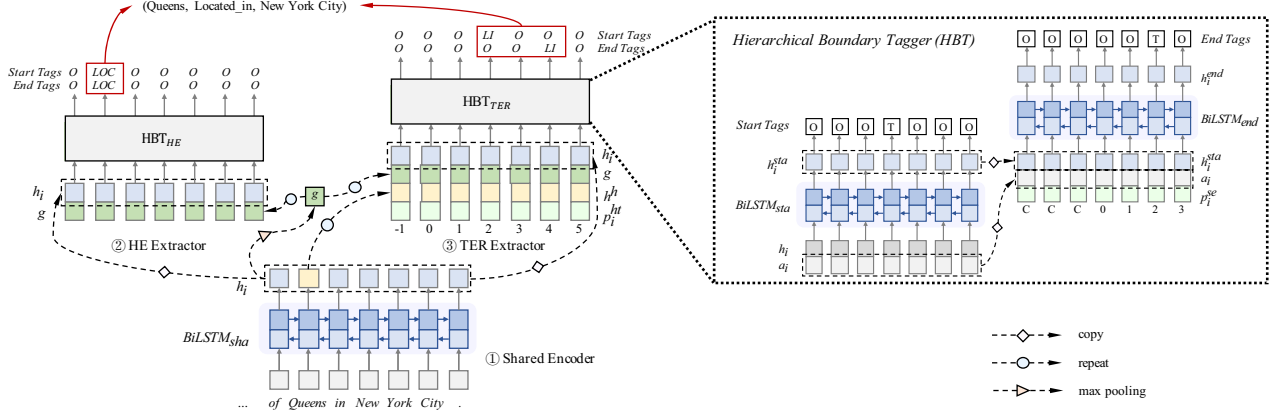 (Queens, Located_in, New York City)
O O O LI O O O Start Tags
O O O O O LI O End Tags
Start Tags O LOC O O O O O
End Tags O LOC O O O O O
HBT_HE
HBT_TER
h_i
g
h_i
g
h^h
p_i^ht
-1 0 1 2 3 4 5
g
② HE Extractor
③ TER Extractor
h_i
BiLSTM_sha
① Shared Encoder
... of Queens in New York City .
Hierarchical Boundary Tagger (HBT)
O O O O O T O End Tags
h_i^end
BiLSTM_end
Start Tags O O O T O O O
h_i^sta
h_i^sta
a_i
p_i^se
C C C 0 1 2 3
BiLSTM_sta
h_i
a_i
copy
repeat
max pooling